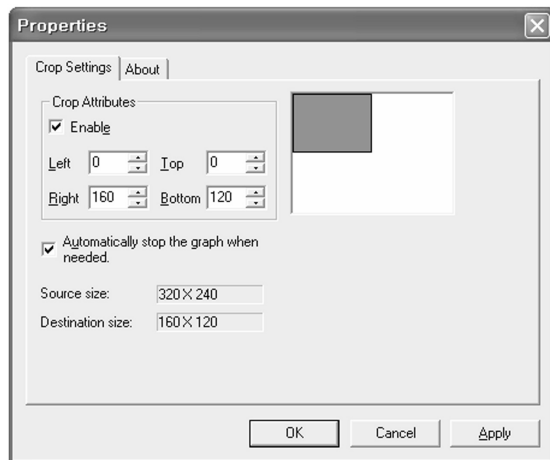 Properties
Crop Settings
About
Crop Attributes
Enable
Left 0 Top 0
Right 160 Bottom 120
Automatically stop the graph when
needed.
Source size: 320 X 240
Destination size: 160 X 120
OK Cancel Apply